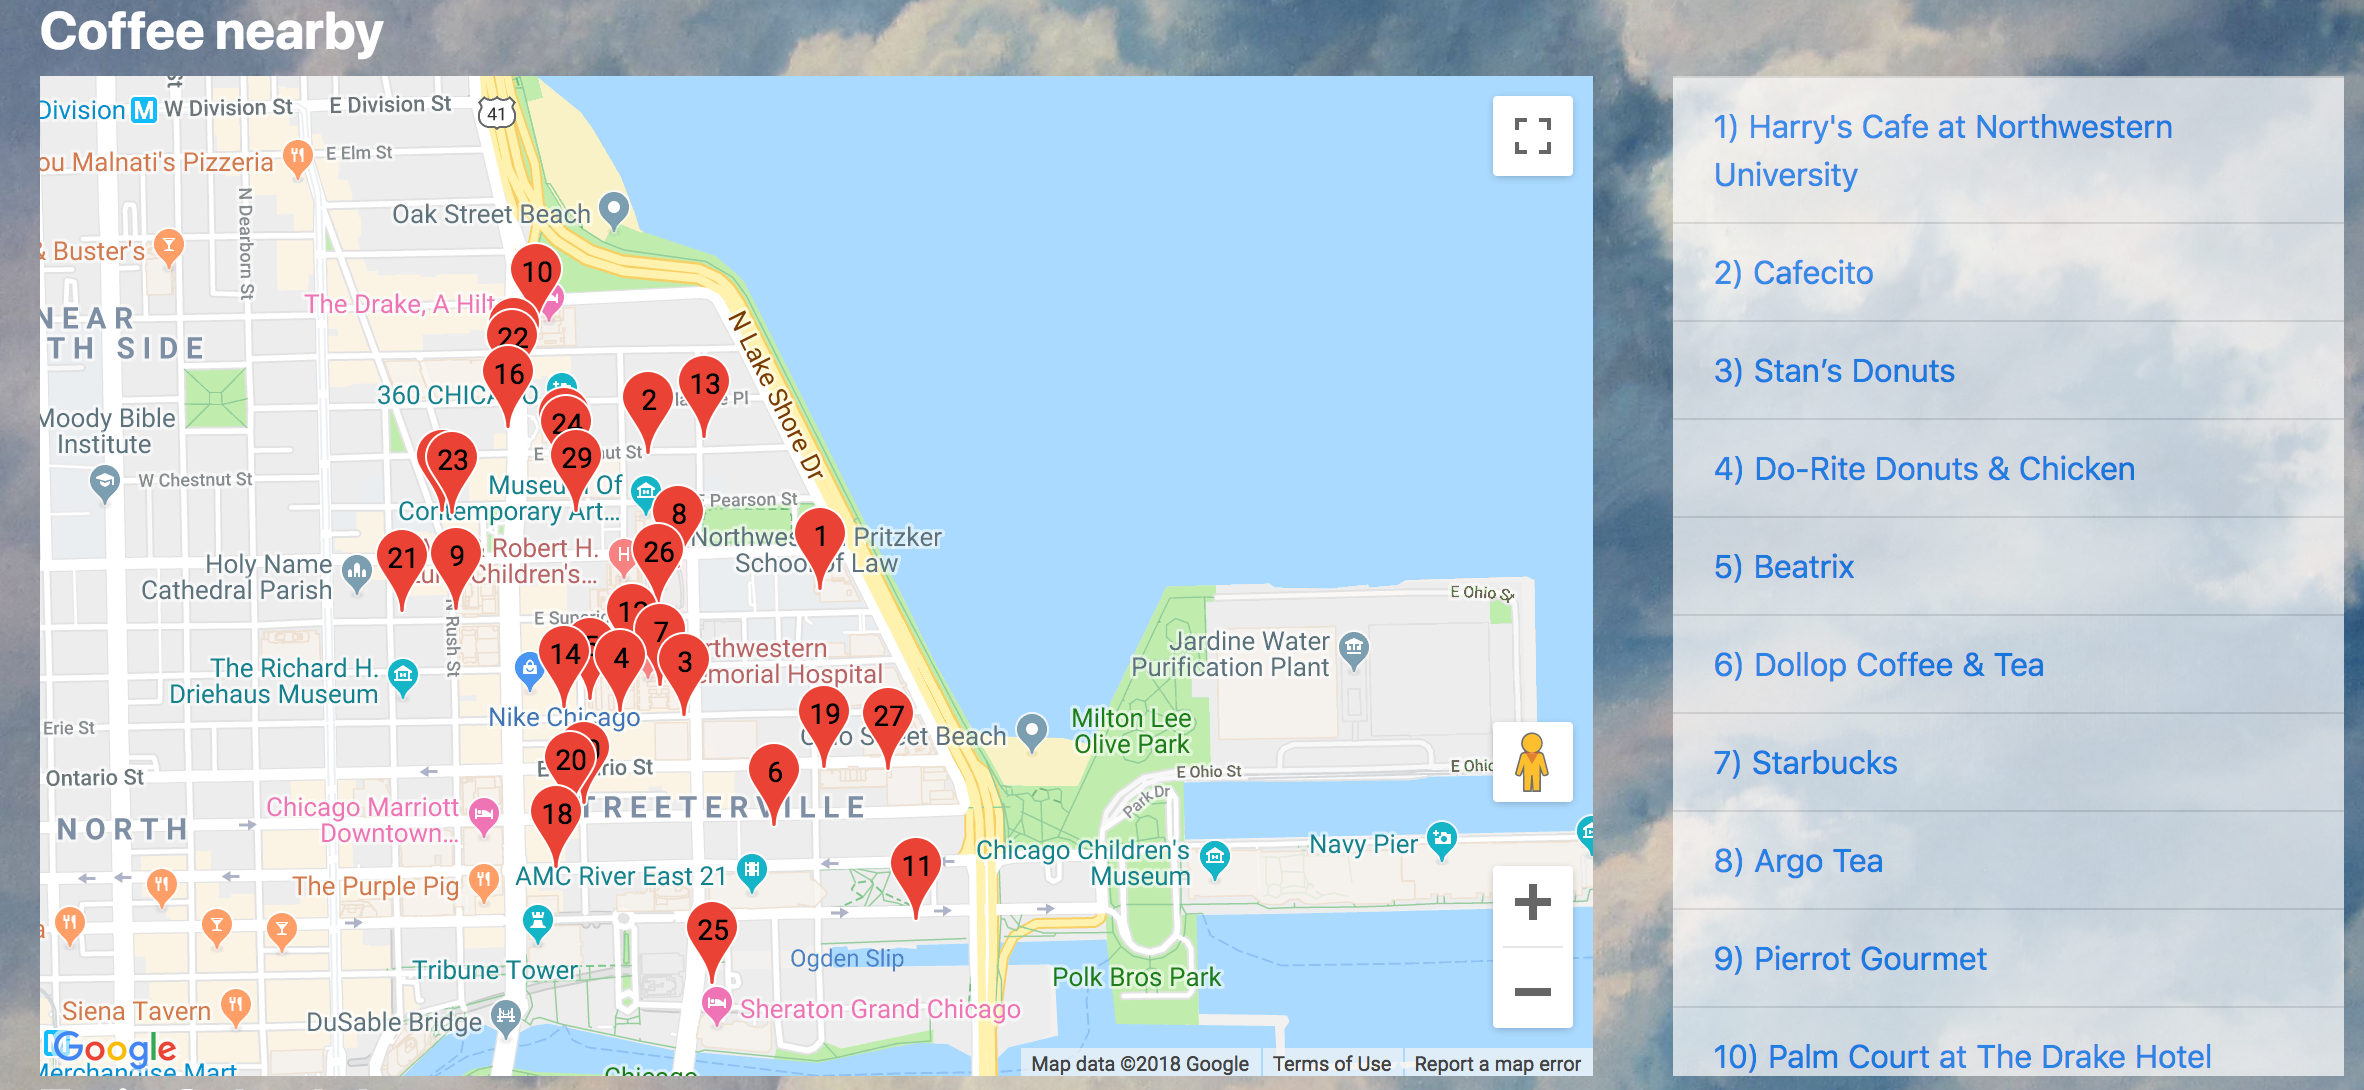 Coffee nearby
Division
W Division St
E Division St
41
E Elm St
ou Malnati's Pizzeria
N Dearborn St
Oak Street Beach
& Buster's
10
The Drake, A Hilt
NEAR
TH SIDE
22
N Lake Shore Dr
16
13
2
360 CHICA
O
Pl
24
Moody Bible
Institute
23
29
E
ut St
W Chestnut St
Museu
Of
Contemporary Art...
Pearson St
8
1
Northwes
Pritzker
School of Law
21
9
26
Robert H.
Children's...
H
Holy Name
Cathedral Parish
E Superio
7
N Rush St
14
4
3
rthwestern
emorial Hospital
The Richard H.
Driehaus Museum
Nike Chicago
19
27
Street Beach
Erie St
20
E
rio St
6
Ontario St
18
STREETERVILLE
Chicago Marriott
Downtown...
NORTH
E Ohio St
Jardine Water
Purification Plant
Milton Lee
Olive Park
E Ohio St
E Ohio
Park Dr
11
AMC River East 21
The Purple Pig
Chicago Children's
Museum
Navy Pier
25
Ogden Slip
Tribune Tower
Polk Bros Park
Siena Tavern
DuSable Bridge
Sheraton Grand Chicago
Google
Merchandise Mart
Chicago
Map data ©2018 Google
Terms of Use
Report a map error
1) Harry's Cafe at Northwestern
University
2) Cafecito
3) Stan’s Donuts
4) Do-Rite Donuts & Chicken
5) Beatrix
6) Dollop Coffee & Tea
7) Starbucks
8) Argo Tea
9) Pierrot Gourmet
10) Palm Court at The Drake Hotel